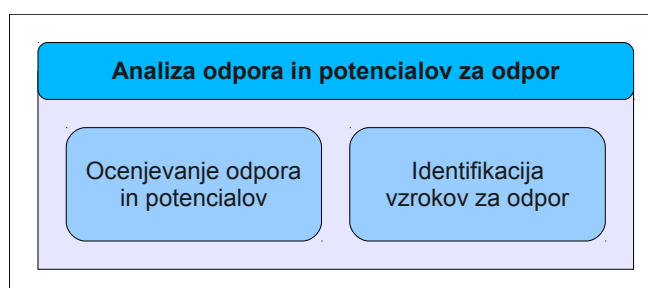 Analiza odpora in potencialov za odpor
Ocenjevanje odpora
in potencialov
Identifikacija
vzrokov za odpor